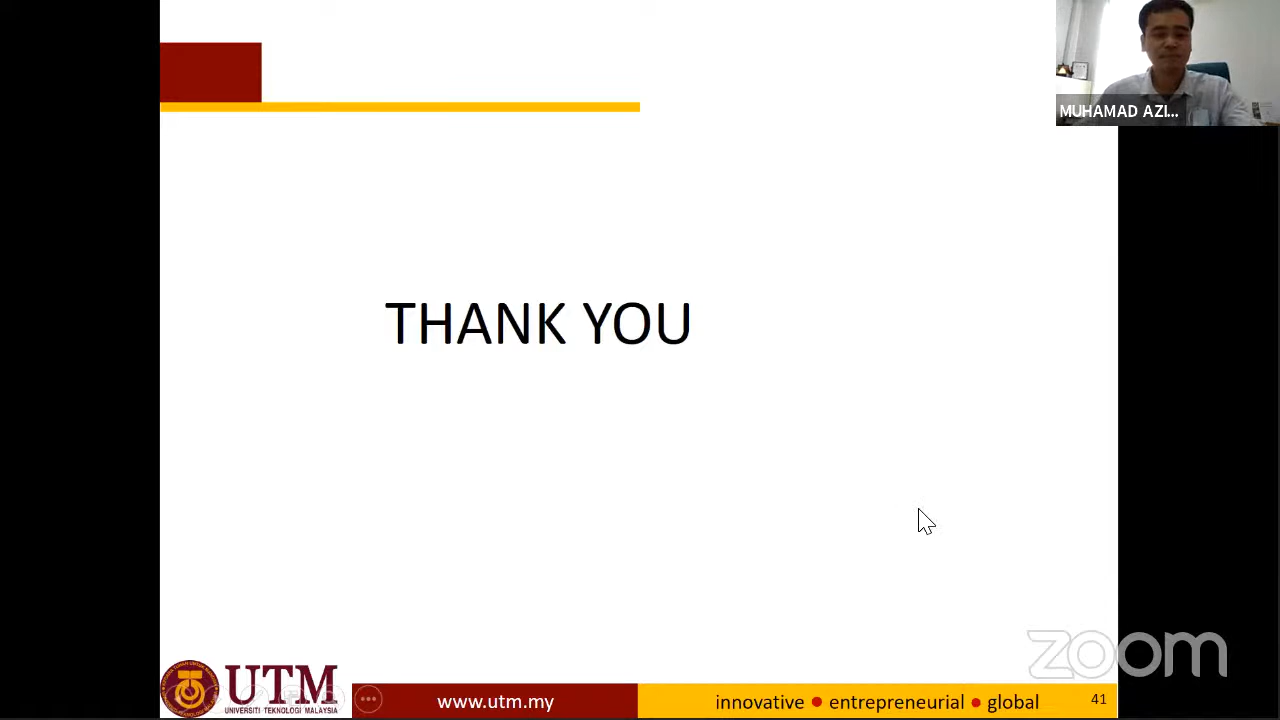 MUHAMAD AZI...
THANK YOU
zoom
UTM
UNIVERSITI TEKNOLOGI MALAYSIA
www.utm.my
innovative ● entrepreneurial ● global
41